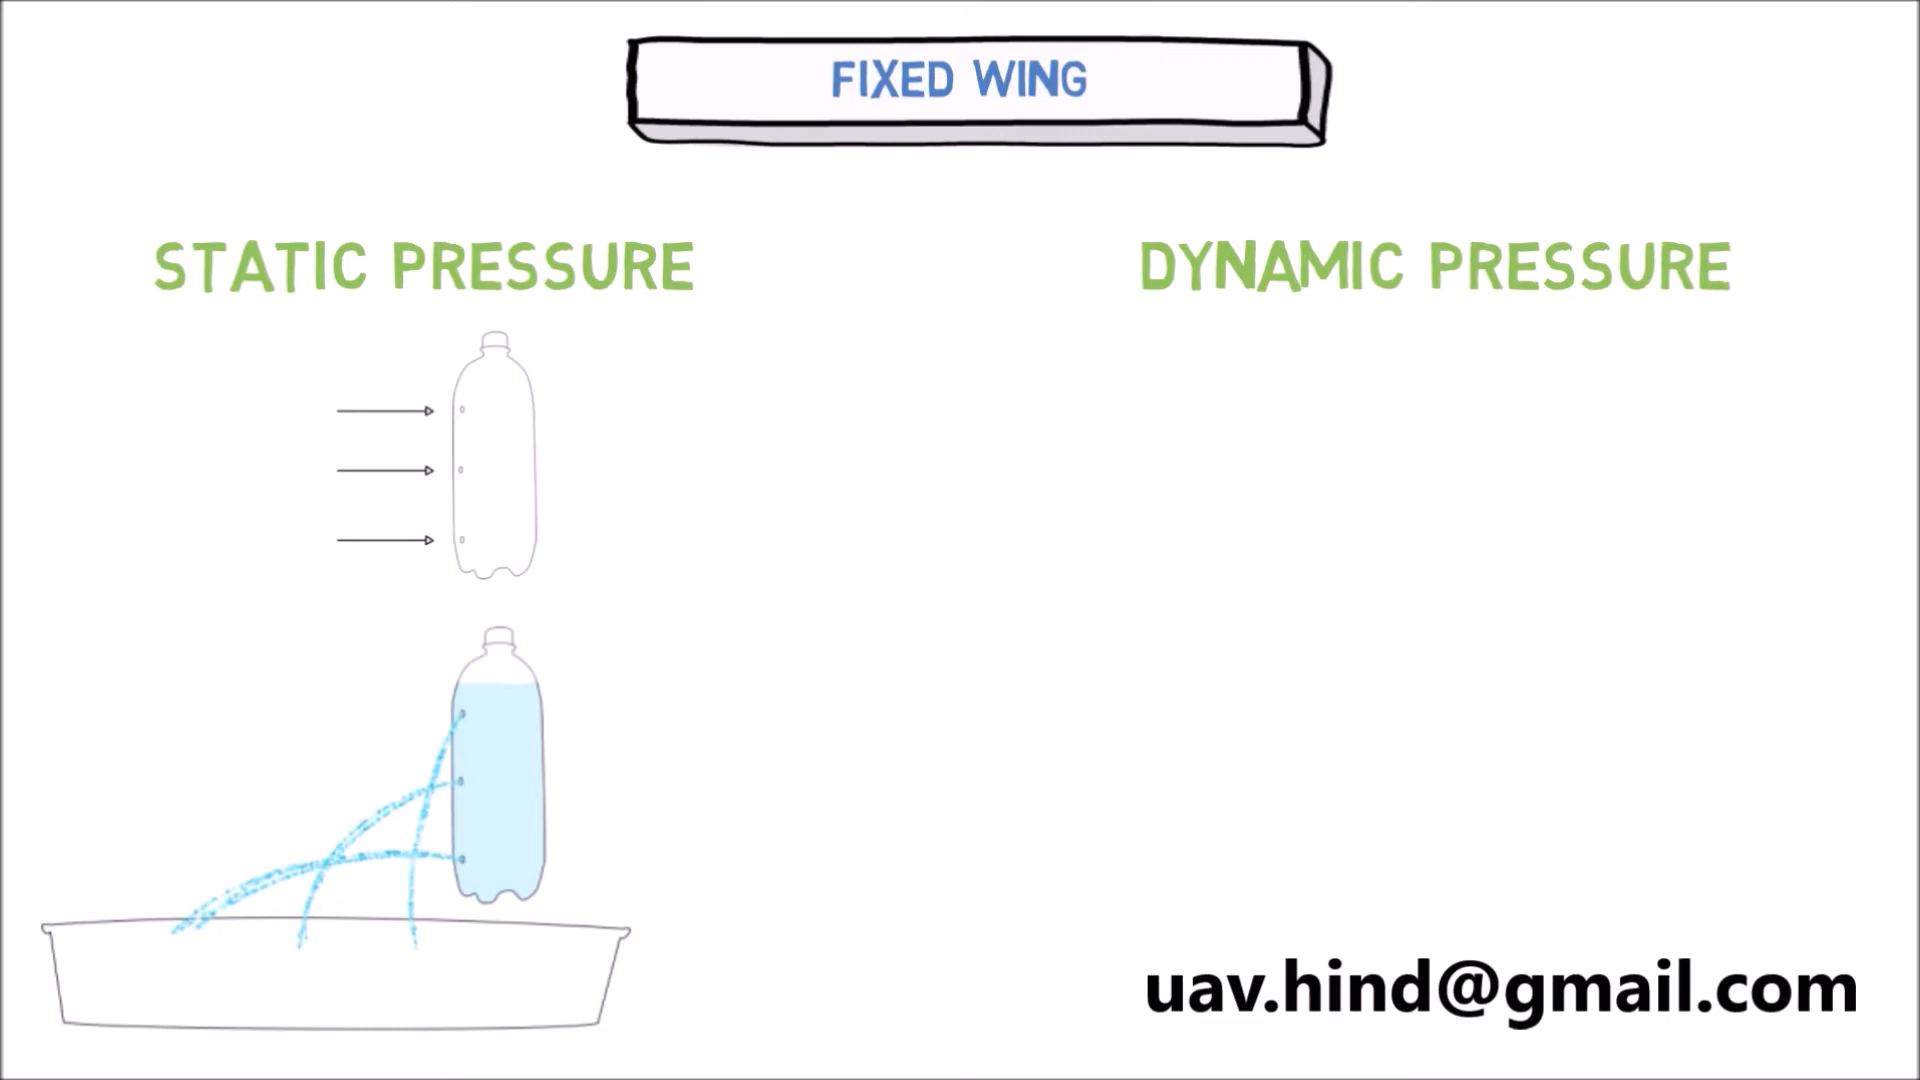 FIXED WING
STATIC PRESSURE
DYNAMIC PRESSURE
uav.hind@gmail.com